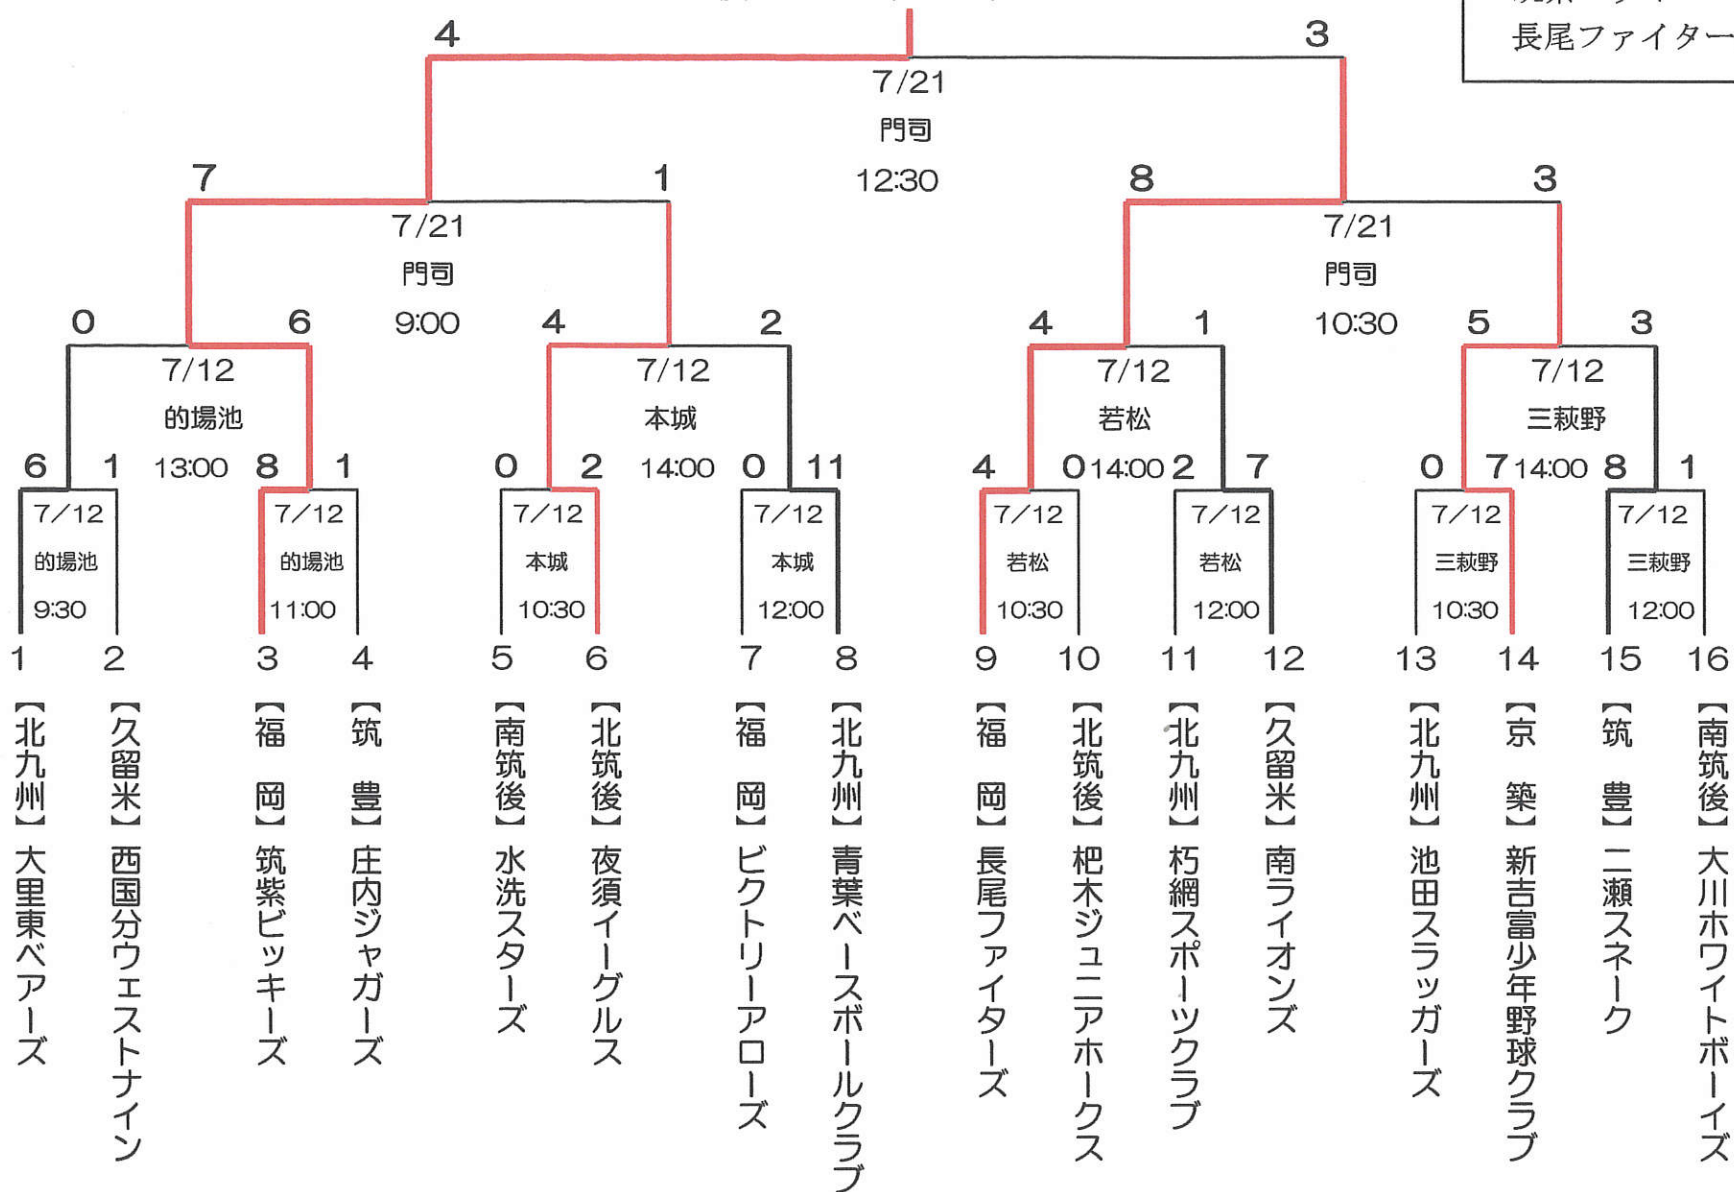 長尾ファイター
4
3
7/21
門司
12:30
7
1
8
3
7/21
門司
9:00
7/21
門司
10:30
0
6
4
2
4
1
5
3
7/12
的場池
13:00
7/12
本城
14:00
7/12
若松
14:00
7/12
三萩野
14:00
6
1
8
1
0
2
0
11
4
0
2
7
0
7
8
1
7/12
的場池
9:30
7/12
的場池
11:00
7/12
本城
10:30
7/12
本城
12:00
7/12
若松
10:30
7/12
若松
12:00
7/12
三萩野
10:30
7/12
三萩野
12:00
1 【北九州】大里東ベアーズ
2 【久留米】西国分ウェストナイン
3 【福 岡】筑紫ビッキーズ
4 【筑 豊】庄内ジャガーズ
5 【南筑後】水洗スターズ
6 【北筑後】夜須イーグルス
7 【福 岡】ビクトリーアローズ
8 【北九州】青葉ベースボールクラブ
9 【福 岡】長尾ファイターズ
10 【北筑後】杷木ジュニアホークス
11 【北九州】朽網スポーツクラブ
12 【久留米】南ライオンズ
13 【北九州】池田スラッガーズ
14 【京 築】新吉富少年野球クラブ
15 【筑 豊】二瀬スネーク
16 【南筑後】大川ホワイトボーイズ